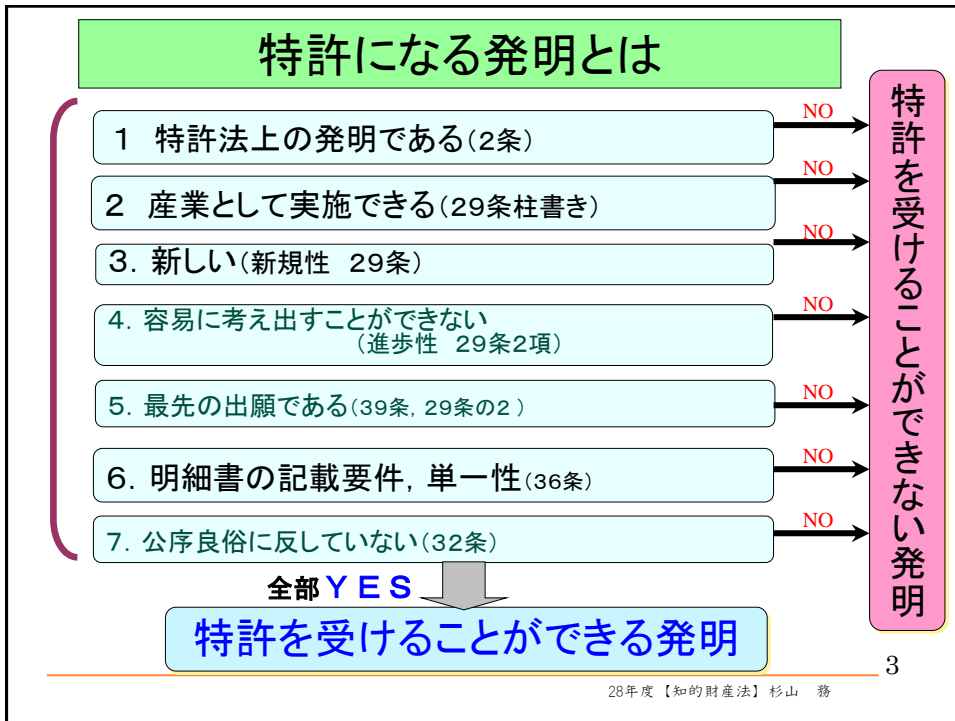 特許になる発明とは
1 特許法上の発明である(2条)
NO
2 産業として実施できる(29条柱書き)
NO
3.新しい(新規性 29条)
NO
4.容易に考え出すことができない
(進歩性 29条2項)
NO
5.最先の出願である(39条,29条の2 )
NO
6.明細書の記載要件,単一性(36条)
NO
7.公序良俗に反していない(32条)
NO
特許を受けることができない発明
全部YES
特許を受けることができる発明
3
28年度【知的財産法】杉山 務